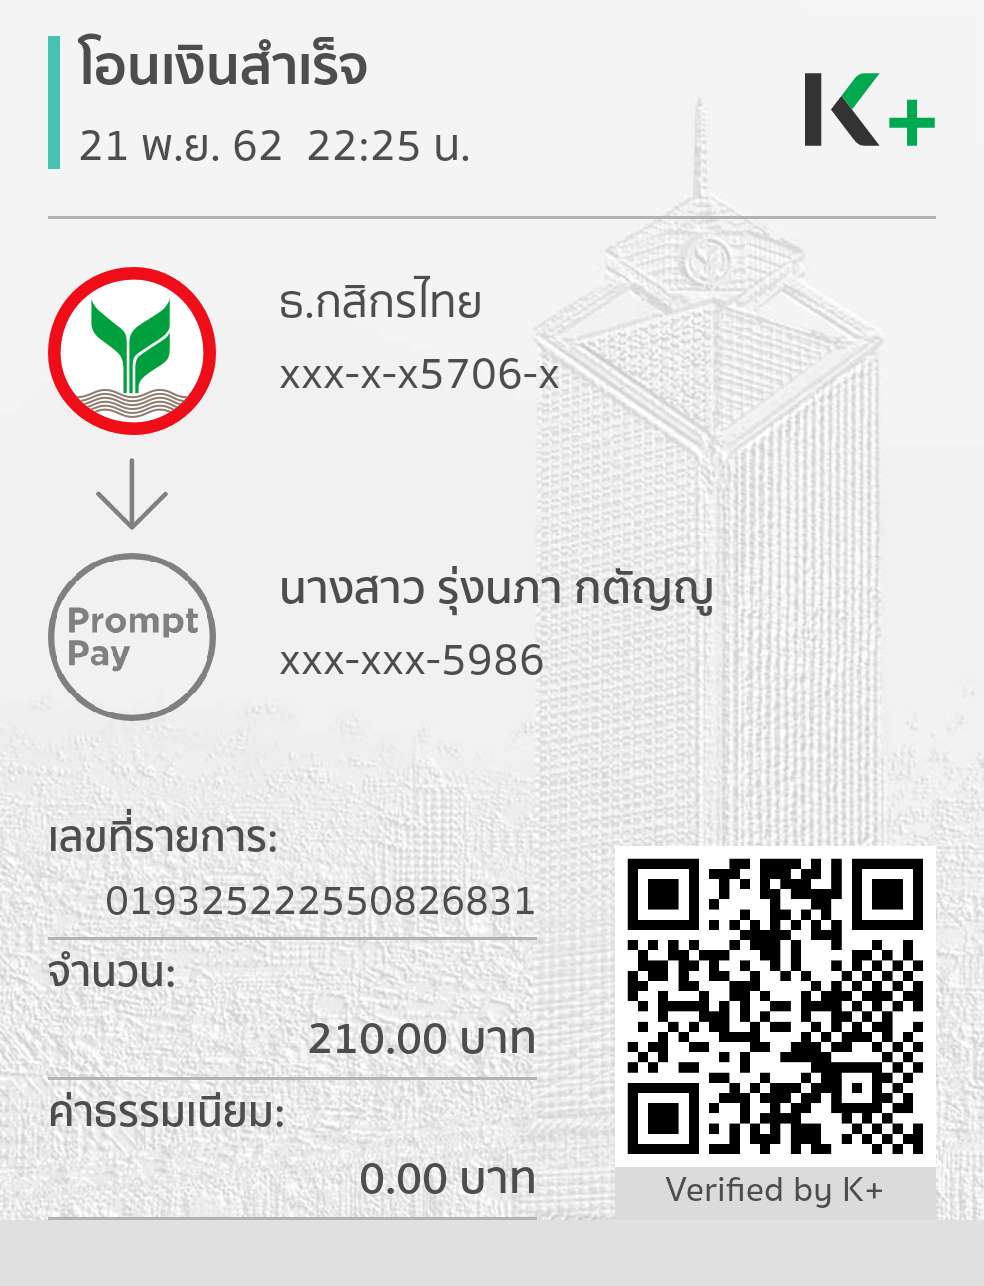 โอนเงินสำเร็จ
21 พ.ย. 62 22:25 น.
K+
ธ.กสิกรไทย
xxx-x-x5706-x
Prompt
Pay
นางสาว รุ่งนภา กตัญญู
xxx-xxx-5986
เลขที่รายการ:
019325222550826831
จำนวน:
210.00 บาท
ค่าธรรมเนียม:
0.00 บาท
Verified by K+